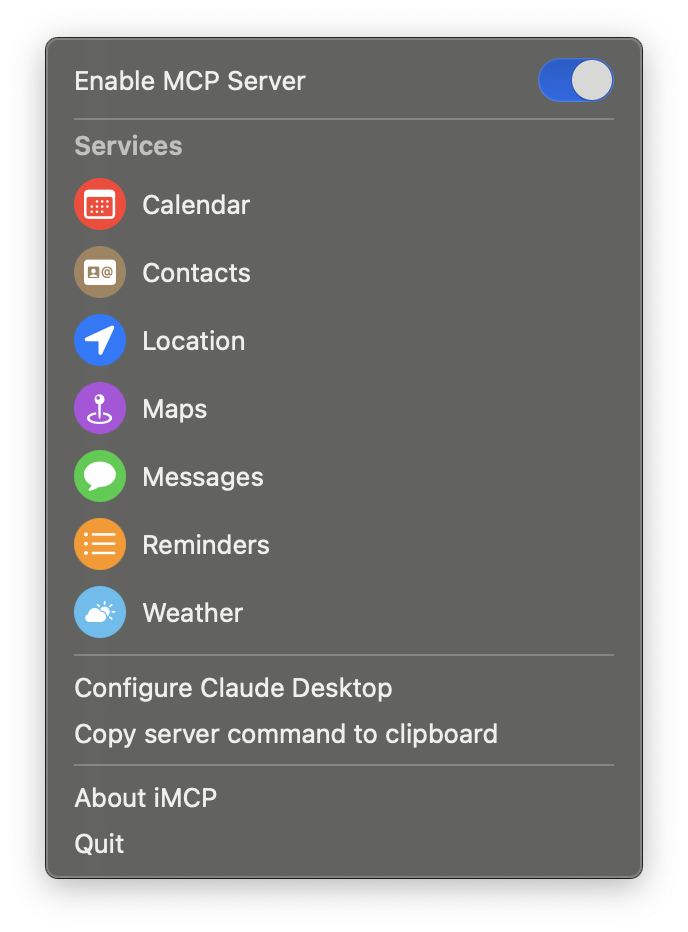 Enable MCP Server
Services
Calendar
Contacts
Location
Maps
Messages
Reminders
Weather
Configure Claude Desktop
Copy server command to clipboard
About iMCP
Quit